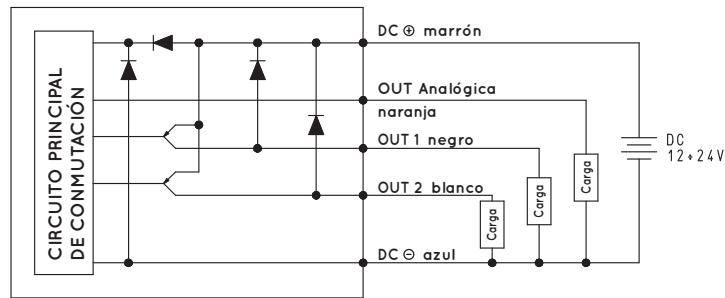 CIRCUITO PRINCIPAL
DE CONMUTACIÓN
DC ⊕ marrón
OUT Analógica
naranja
OUT 1 negro
OUT 2 blanco
DC ⊖ azul
Carga
Carga
Carga
DC
12÷24V